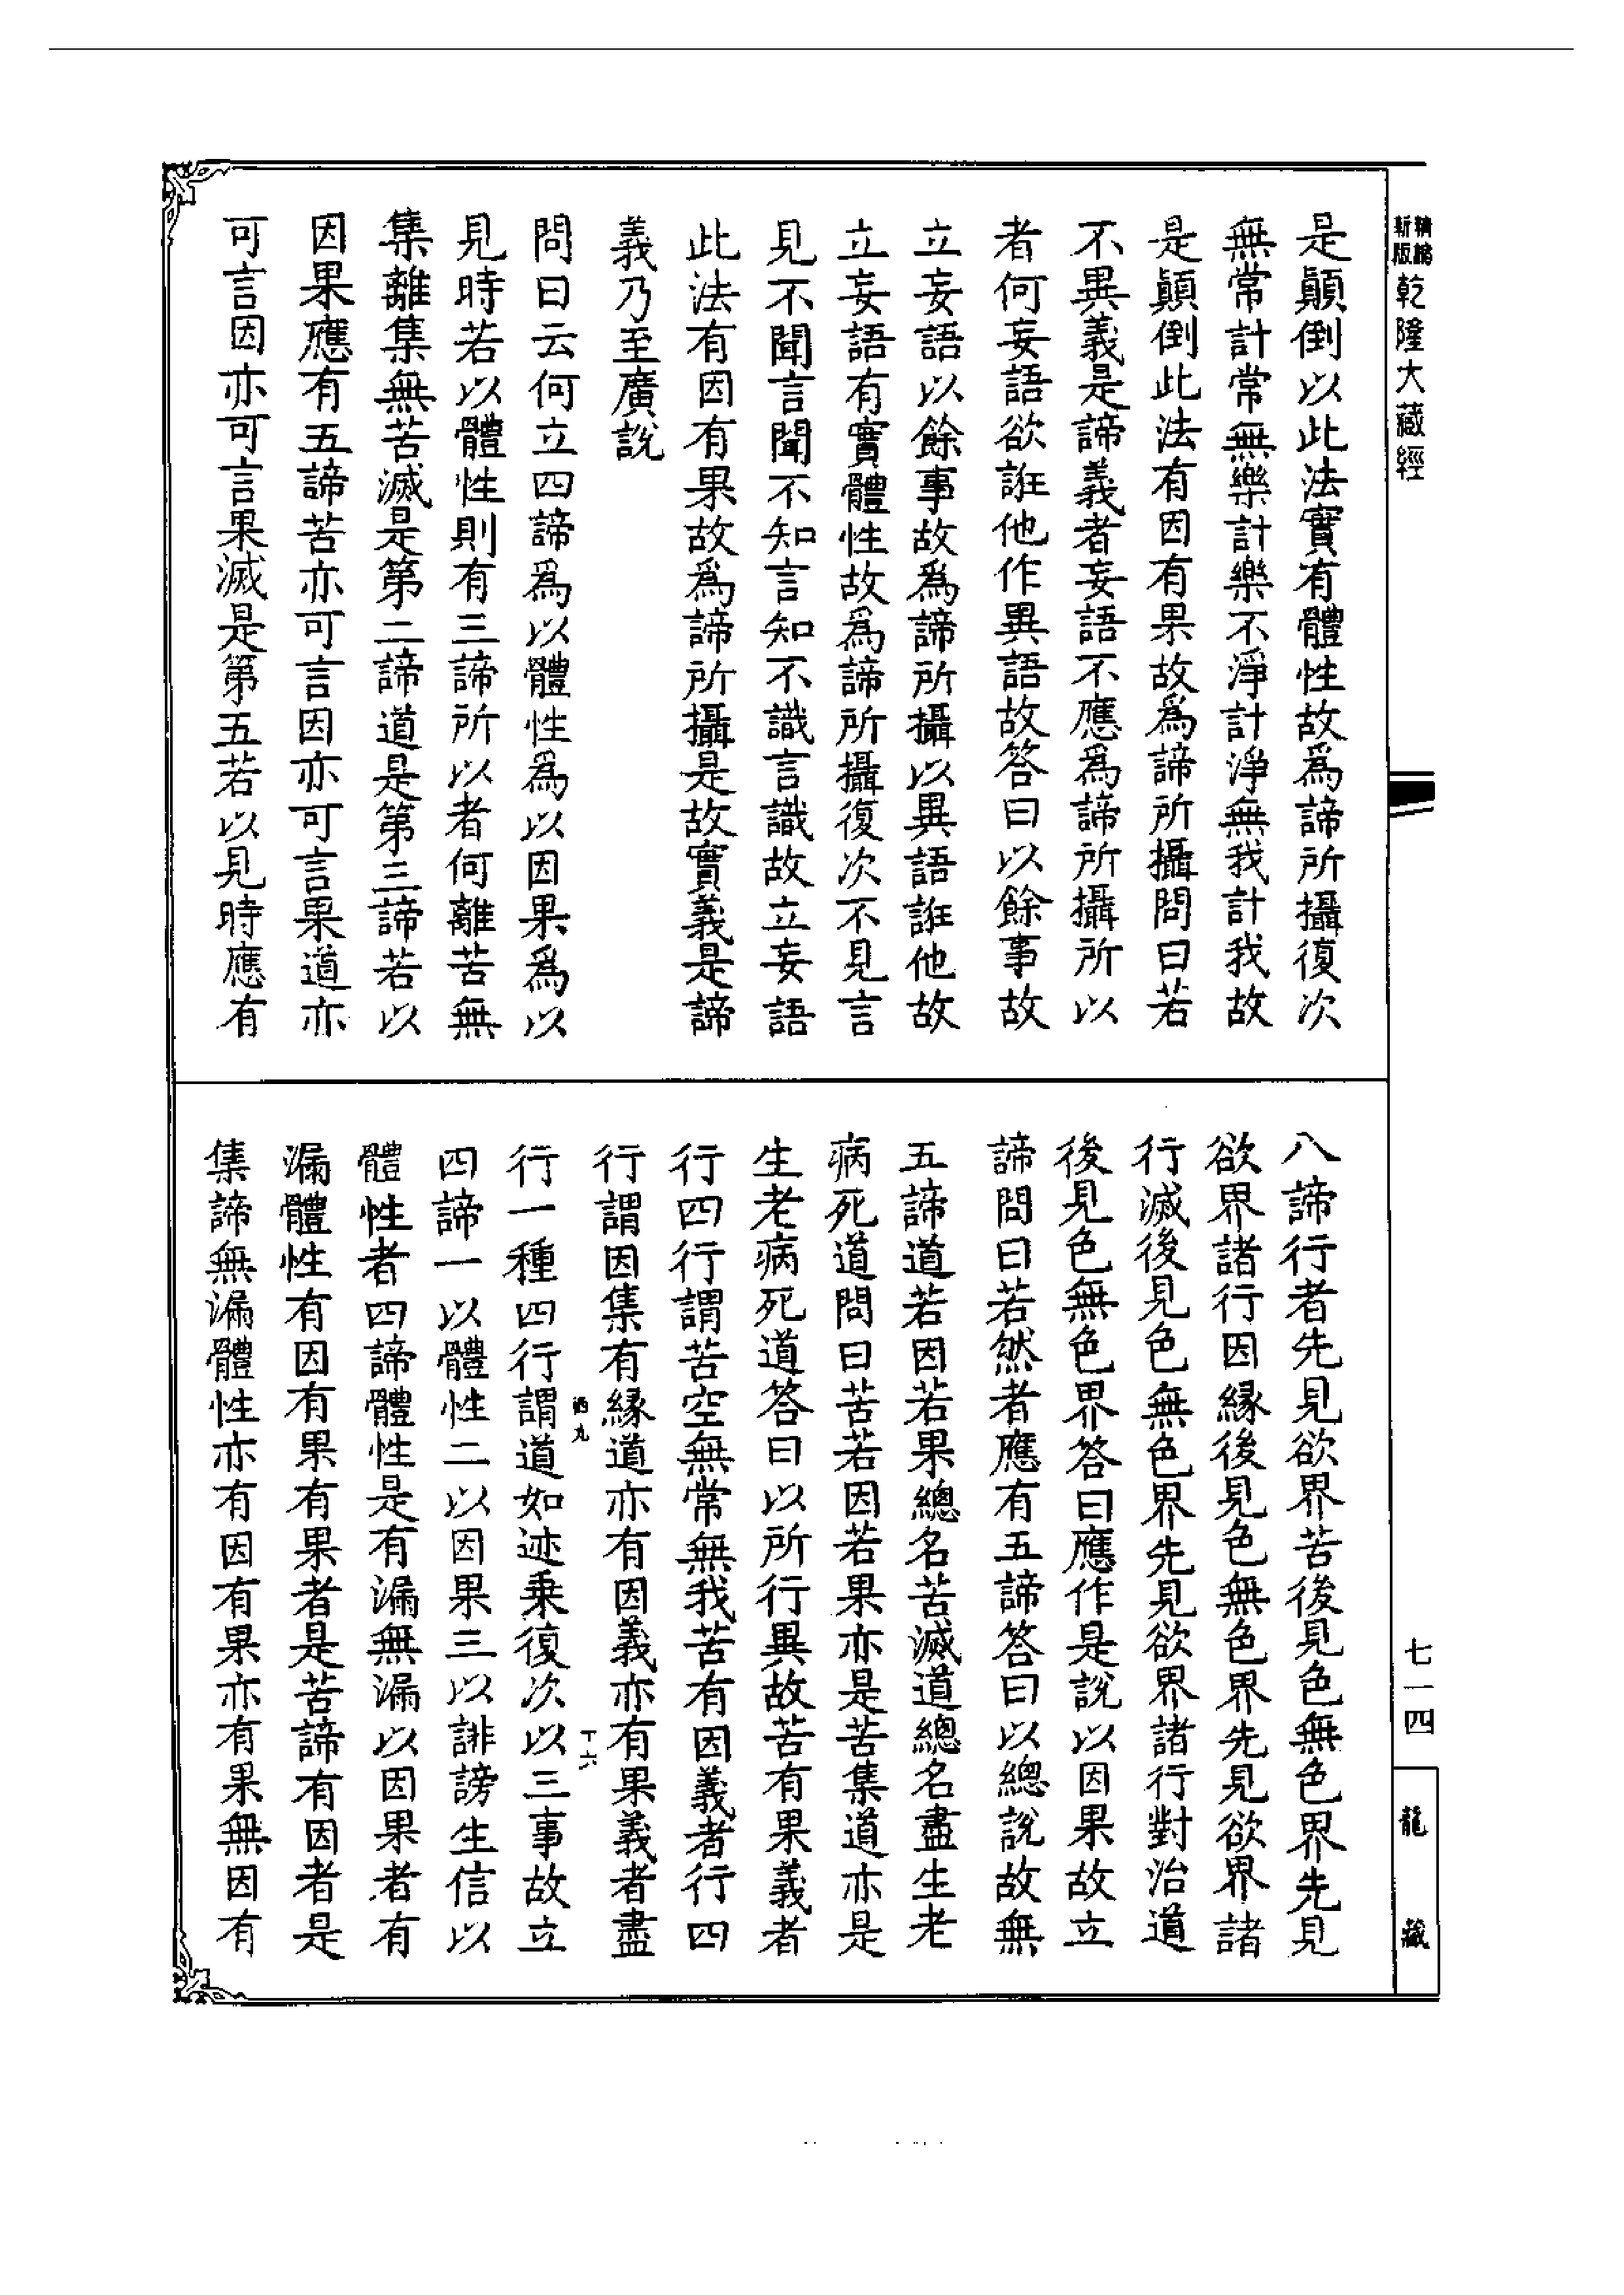 新編
新版
乾隆大藏經
是顛倒以此法實有體性故爲諦所攝復次
無常計常無樂計樂不淨計淨無我計我故
是顛倒此法有因有果故爲諦所攝問曰若
不異義是諦義者妄語不應爲諦所攝所以
者何妄語欲誑他作異語故答曰以餘事故
立妄語以餘事故爲諦所攝以異語誑他故
立妄語有實體性故爲諦所攝復次不見言
見不聞言聞不知言知不識言識故立妄語
此法有因有果故爲諦所攝是故實義是諦
義乃至廣說
問曰云何立四諦爲以體性爲以因果爲以
見時若以體性則有三諦所以者何離苦無
集離集無苦滅是第二諦道是第三諦若以
因果應有五諦苦亦可言因亦可言果道亦
可言因亦可言果滅是第五若以見時應有
八諦行者先見欲界苦後見色無色界先見
欲界諸行因緣後見色無色界先見欲界諸
行滅後見色無色界先見欲界諸行對治道
後見色無色界答曰應作是說以因果故立
諦問曰若然者應有五諦答曰以總說故無
五諦道若因若果總名苦滅道總名盡生老
病死道問曰苦若因若果亦是苦集道亦是
生老病死道答曰以所行異故苦有果義者
行四行謂苦空無常無我苦有因義者行四
行謂因集有緣道亦有因義亦有果義者盡
行一種四行謂道如迹乘復次以三事故立
四諦一以體性二以因果三以誹謗生信以
體性者四諦體性是有漏無漏以因果者有
漏體性有因有果有果者是苦諦有因者是
集諦無漏體性亦有因有果亦有果無因有
七一四
龍藏